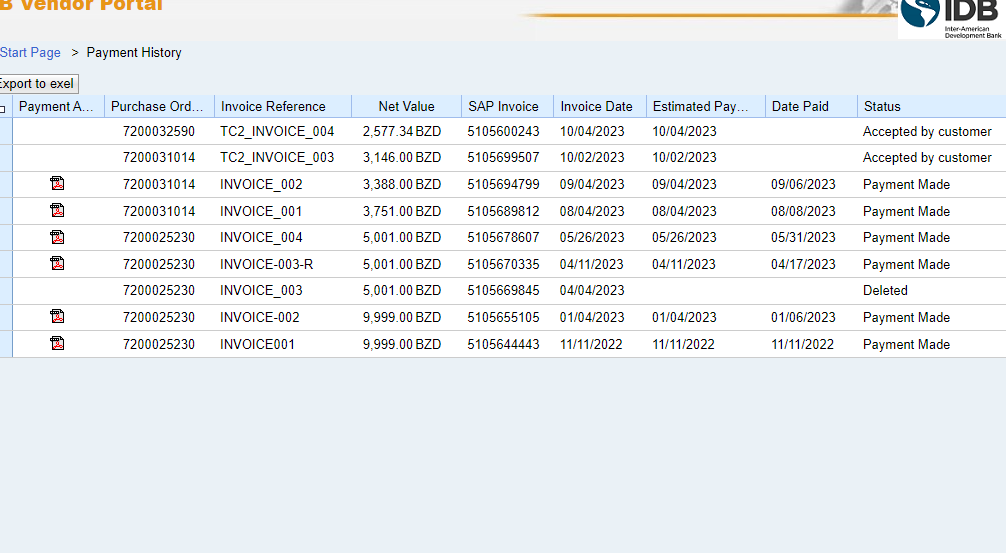 B Vendor Portal
IDB
Inter-American
Development Bank
Start Page > Payment History
Export to exel
Payment A... Purchase Ord... Invoice Reference Net Value SAP Invoice Invoice Date Estimated Pay... Date Paid Status
7200032590 TC2_INVOICE_004 2,577.34 BZD 5105600243 10/04/2023 10/04/2023 Accepted by customer
7200031014 TC2_INVOICE_003 3,146.00 BZD 5105699507 10/02/2023 10/02/2023 Accepted by customer
7200031014 INVOICE_002 3,388.00 BZD 5105694799 09/04/2023 09/04/2023 09/06/2023 Payment Made
7200031014 INVOICE_001 3,751.00 BZD 5105689812 08/04/2023 08/04/2023 08/08/2023 Payment Made
7200025230 INVOICE_004 5,001.00 BZD 5105678607 05/26/2023 05/26/2023 05/31/2023 Payment Made
7200025230 INVOICE-003-R 5,001.00 BZD 5105670335 04/11/2023 04/11/2023 04/17/2023 Payment Made
7200025230 INVOICE_003 5,001.00 BZD 5105669845 04/04/2023 Deleted
7200025230 INVOICE-002 9,999.00 BZD 5105655105 01/04/2023 01/04/2023 01/06/2023 Payment Made
7200025230 INVOICE001 9,999.00 BZD 5105644443 11/11/2022 11/11/2022 11/11/2022 Payment Made